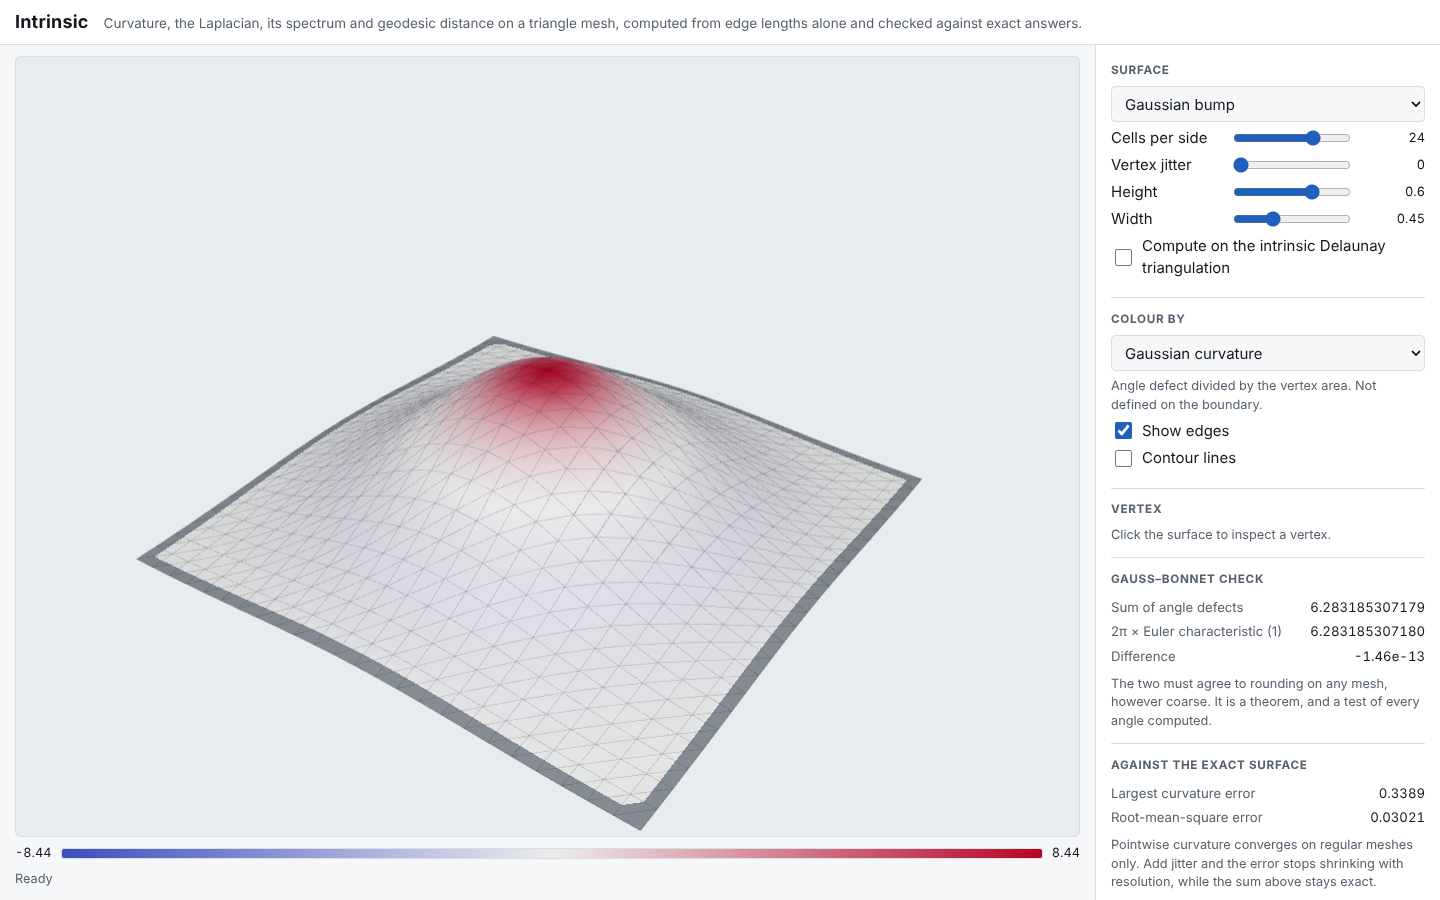 Intrinsic
Curvature, the Laplacian, its spectrum and geodesic distance on a triangle mesh, computed from edge lengths alone and checked against exact answers.
SURFACE
Gaussian bump
Cells per side 24
Vertex jitter 0
Height 0.6
Width 0.45
Compute on the intrinsic Delaunay
triangulation
COLOUR BY
Gaussian curvature
Angle defect divided by the vertex area. Not
defined on the boundary.
Show edges
Contour lines
VERTEX
Click the surface to inspect a vertex.
GAUSS–BONNET CHECK
Sum of angle defects 6.283185307179
2π × Euler characteristic (1) 6.283185307180
Difference -1.46e-13
The two must agree to rounding on any mesh,
however coarse. It is a theorem, and a test of every
angle computed.
AGAINST THE EXACT SURFACE
Largest curvature error 0.3389
Root-mean-square error 0.03021
Pointwise curvature converges on regular meshes
only. Add jitter and the error stops shrinking with
resolution, while the sum above stays exact.
-8.44 8.44
Ready